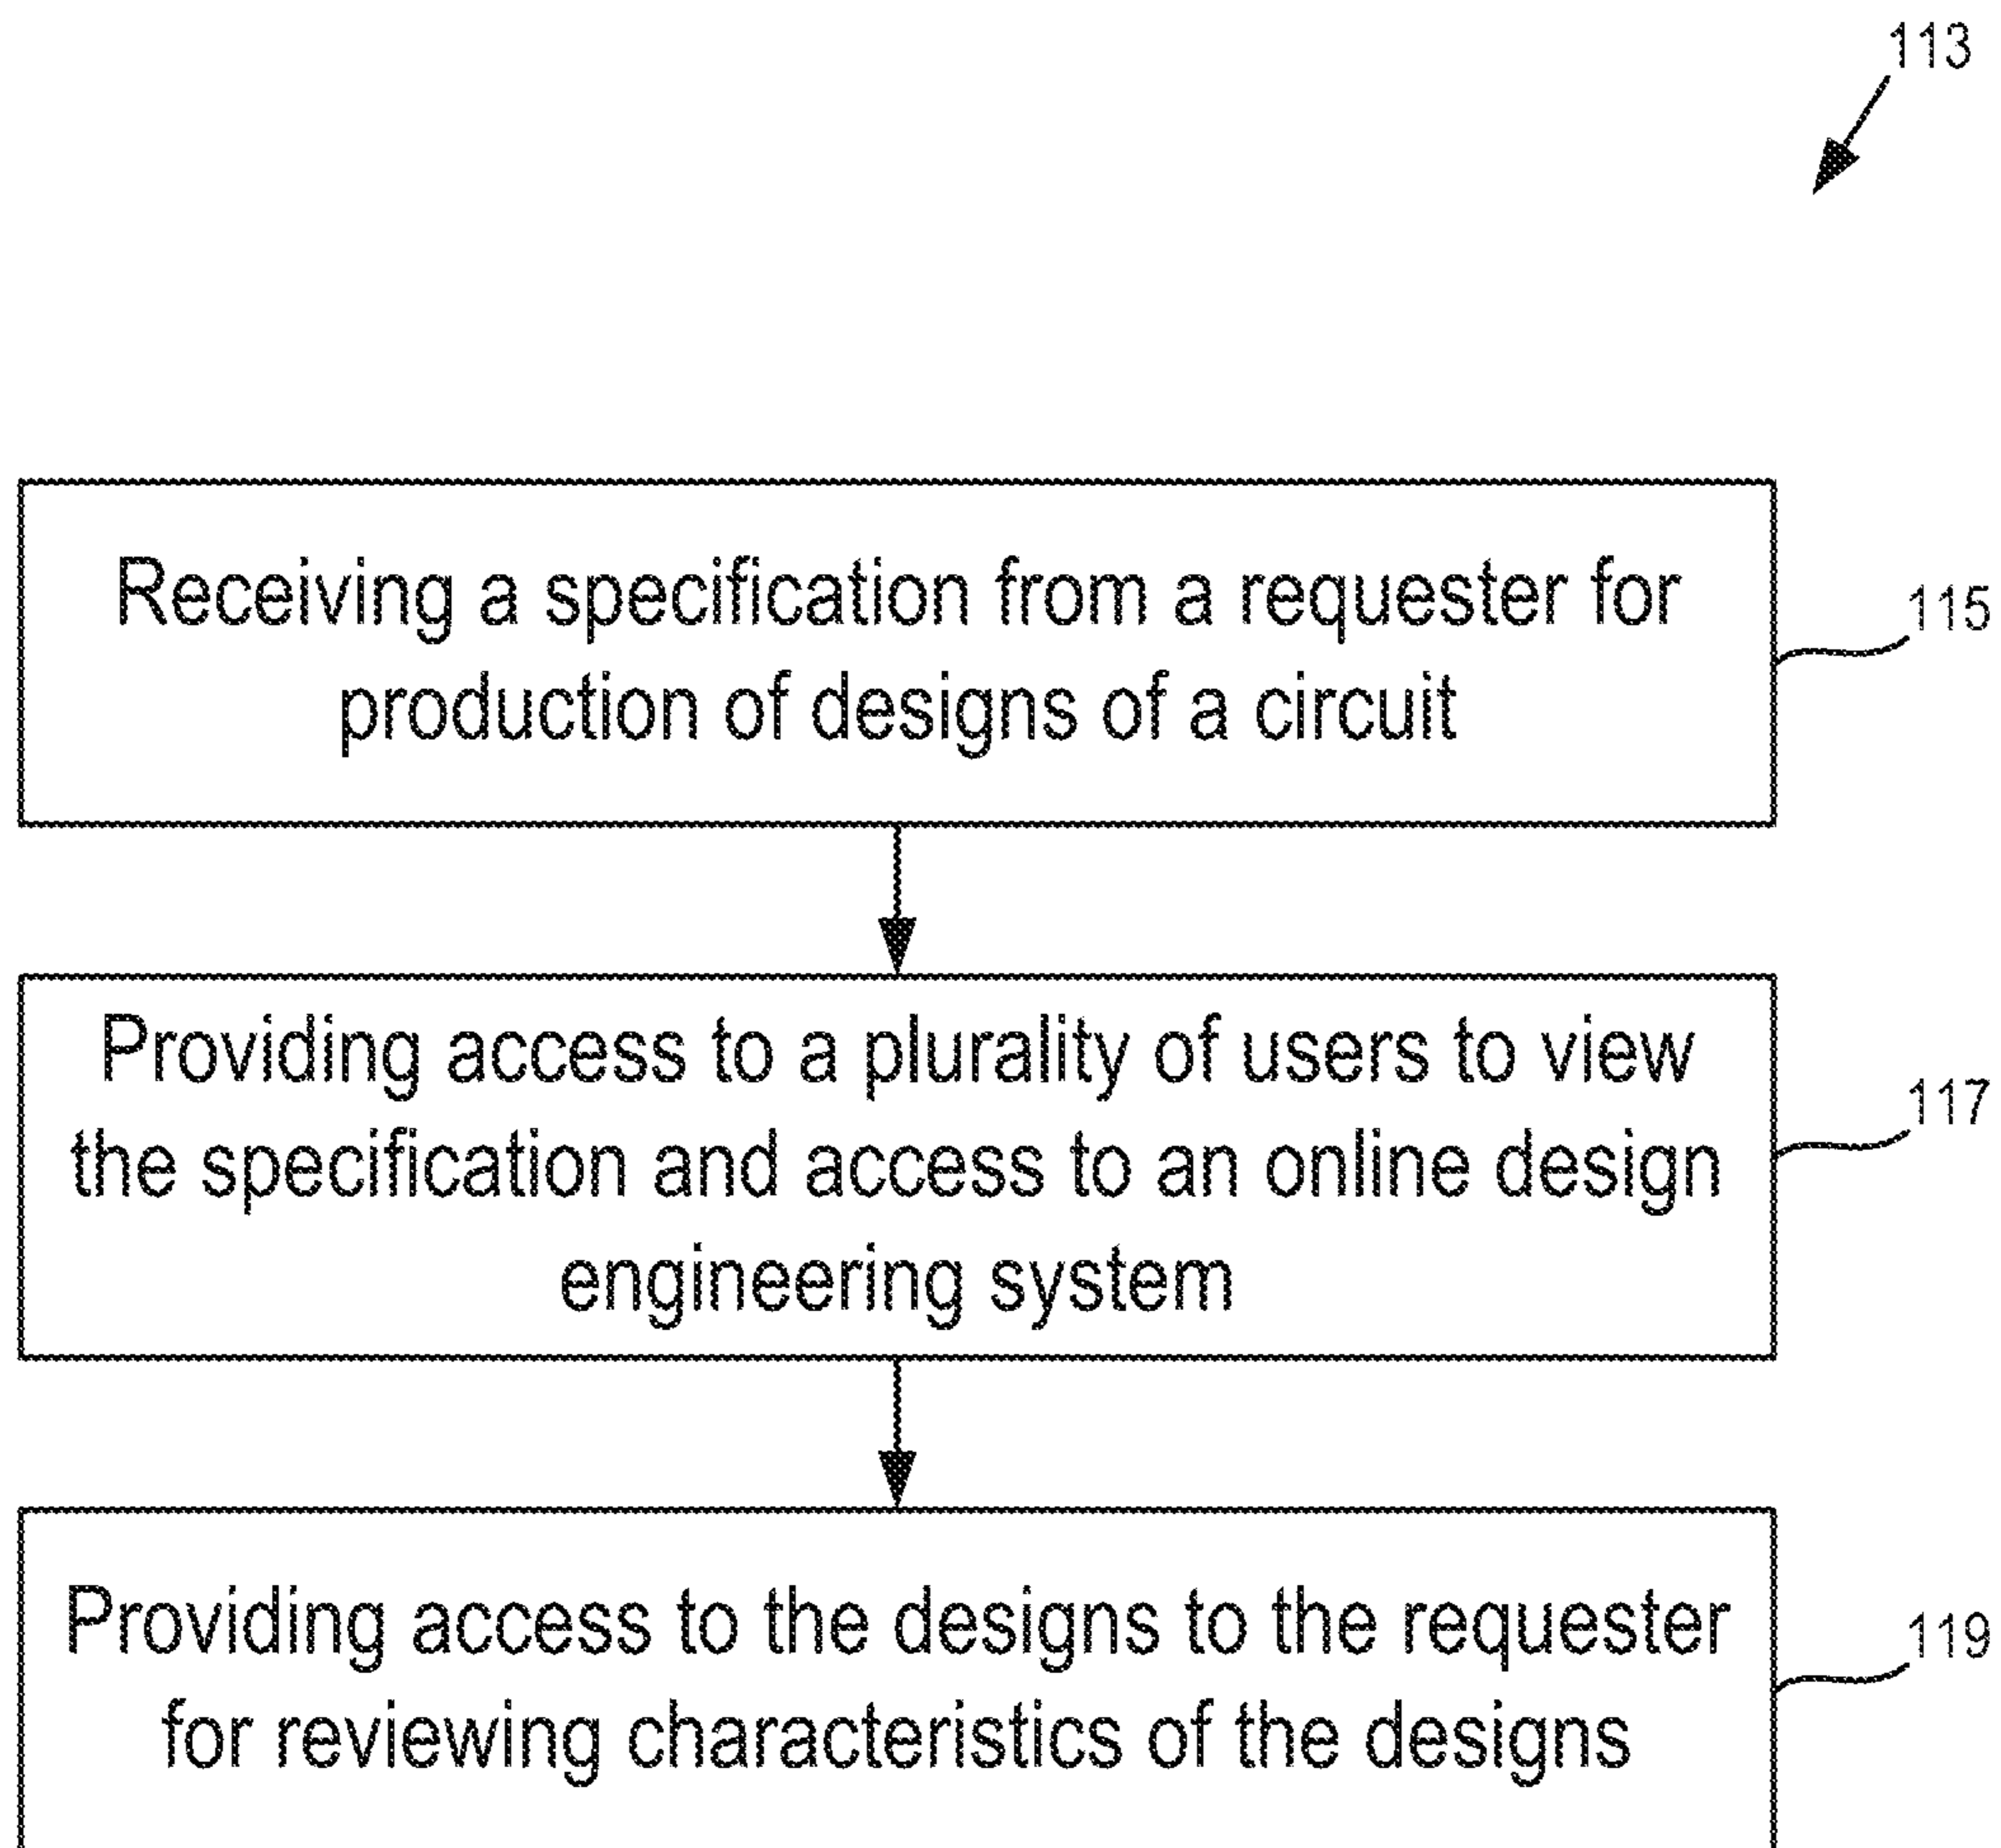 113
Receiving a specification from a requester for
production of designs of a circuit
115
Providing access to a plurality of users to view
the specification and access to an online design
engineering system
117
Providing access to the designs to the requester
for reviewing characteristics of the designs
119